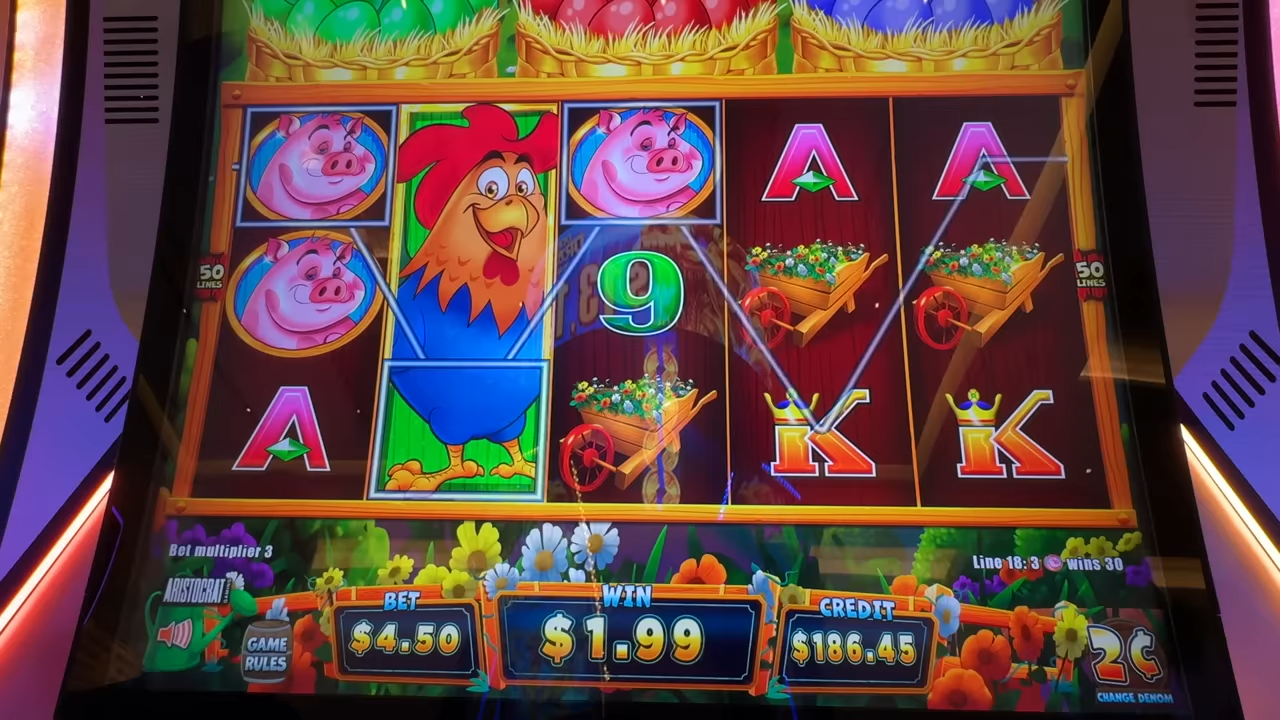 A A
50 LINES
9
50 LINES
A K K
Bet multiplier 3
Line 18: 3 wins 30
ARISTOCRAT
GAME RULES
BET
$4.50
WIN
$1.99
CREDIT
$186.45
2¢
CHANGE DENOM